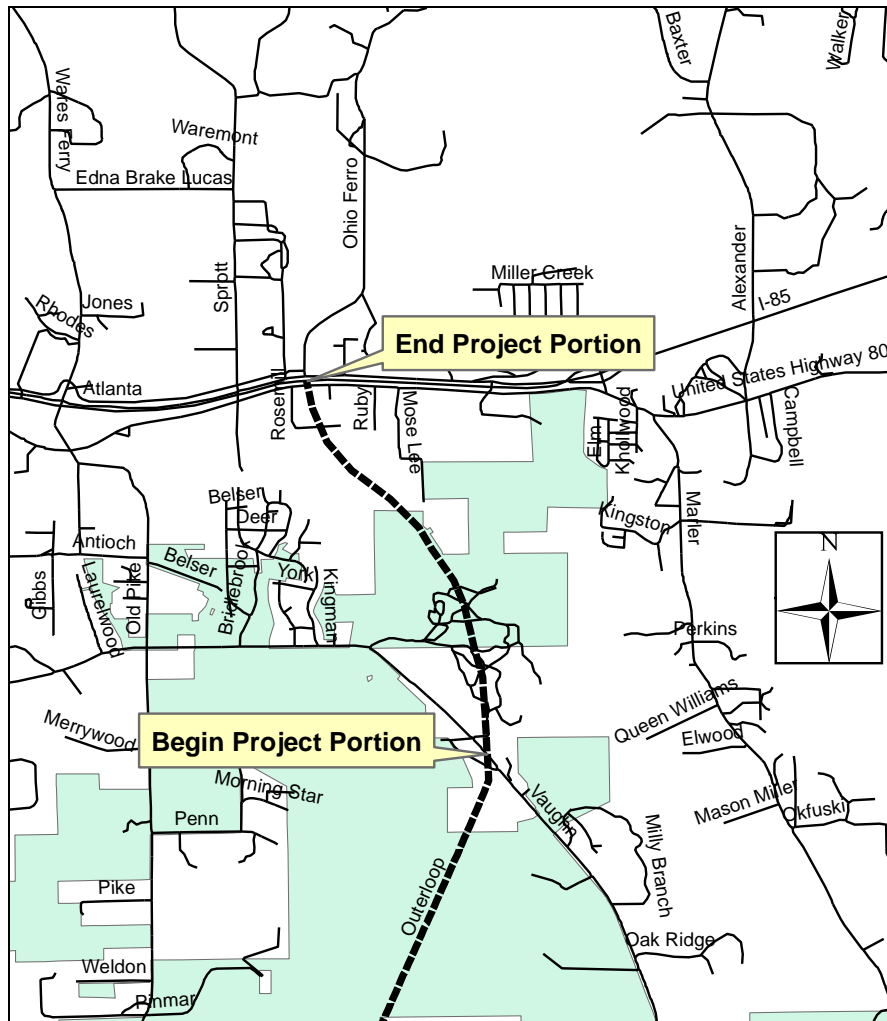 Baxter
Walker
Wares Ferry
Waremont
Edna Brake Lucas
Ohio Ferro
Sprott
Alexander
Miller Creek
I-85
Jones
Rhodes
End Project Portion
Atlanta
United States Highway 80
Rosemill
Ruby
Mose Lee
Elm
Knollwood
Campbell
Belser
Deer
Marler
Kingston
Antioch
Belser
York
Gibbs
Laurelwood
Old Pike
Bridlebrook
Kingman
N
Perkins
Queen Williams
Merrywood
Begin Project Portion
Elwood
Morning Star
Vaughn
Mason Miller
Okfuski
Penn
Milly Branch
Outerloop
Pike
Oak Ridge
Weldon
Pinmar